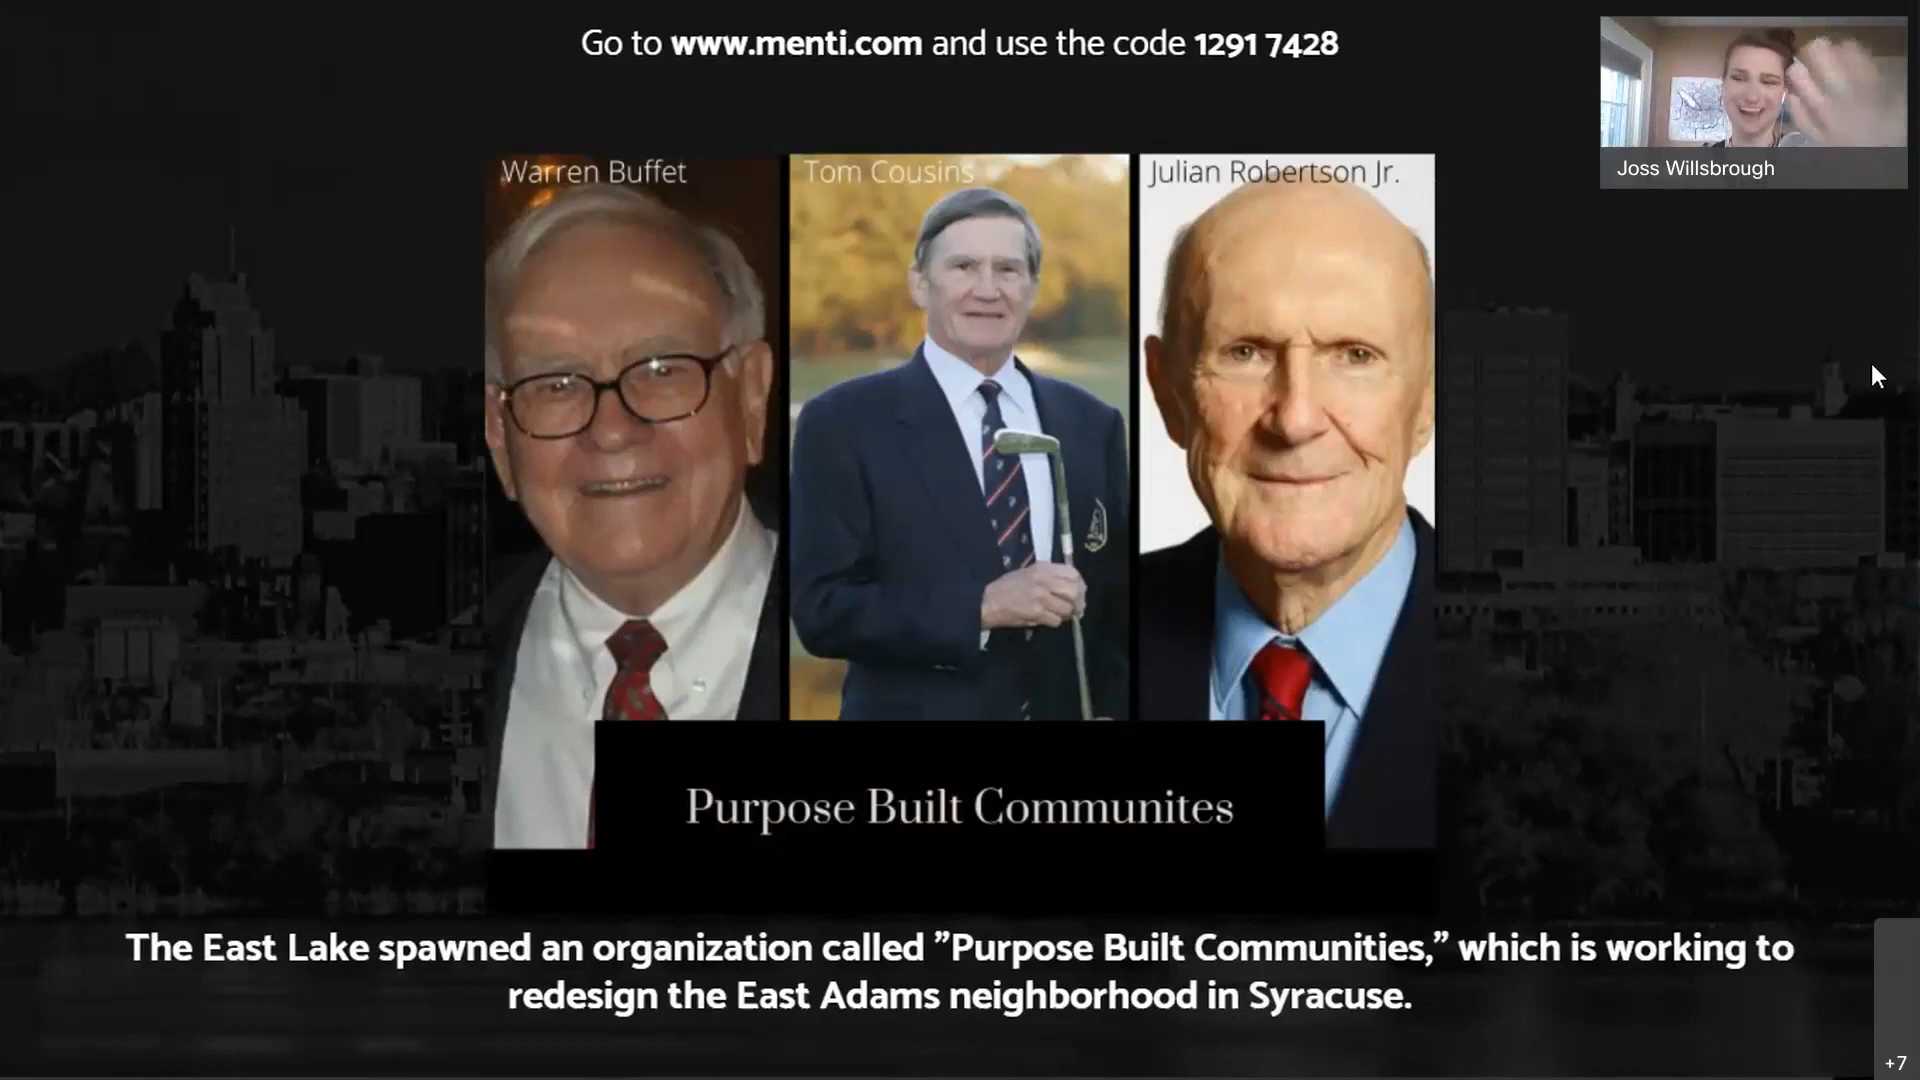 Go to www.menti.com and use the code 1291 7428
Joss Willsbrough
Warren Buffet
Tom Cousins
Julian Robertson Jr.
Purpose Built Communites
The East Lake spawned an organization called ”Purpose Built Communities,” which is working to
redesign the East Adams neighborhood in Syracuse.
+7